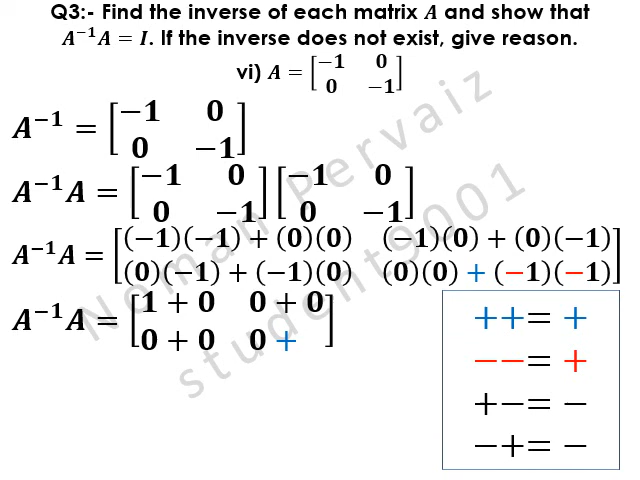 Q3:- Find the inverse of each matrix A and show that
A⁻¹A = I. If the inverse does not exist, give reason.
vi) A = [−1 0
0 −1]
A⁻¹ = [−1 0
0 −1]
A⁻¹A = [−1 0
0 −1] [−1 0
0 −1]
A⁻¹A = [(−1)(−1) + (0)(0) (−1)(0) + (0)(−1)
(0)(−1) + (−1)(0) (0)(0) + (−1)(−1)]
A⁻¹A = [1 + 0 0 + 0
0 + 0 0 +]
++= +
−−= +
+−= −
−+= −
Noman Pervaiz
student9001